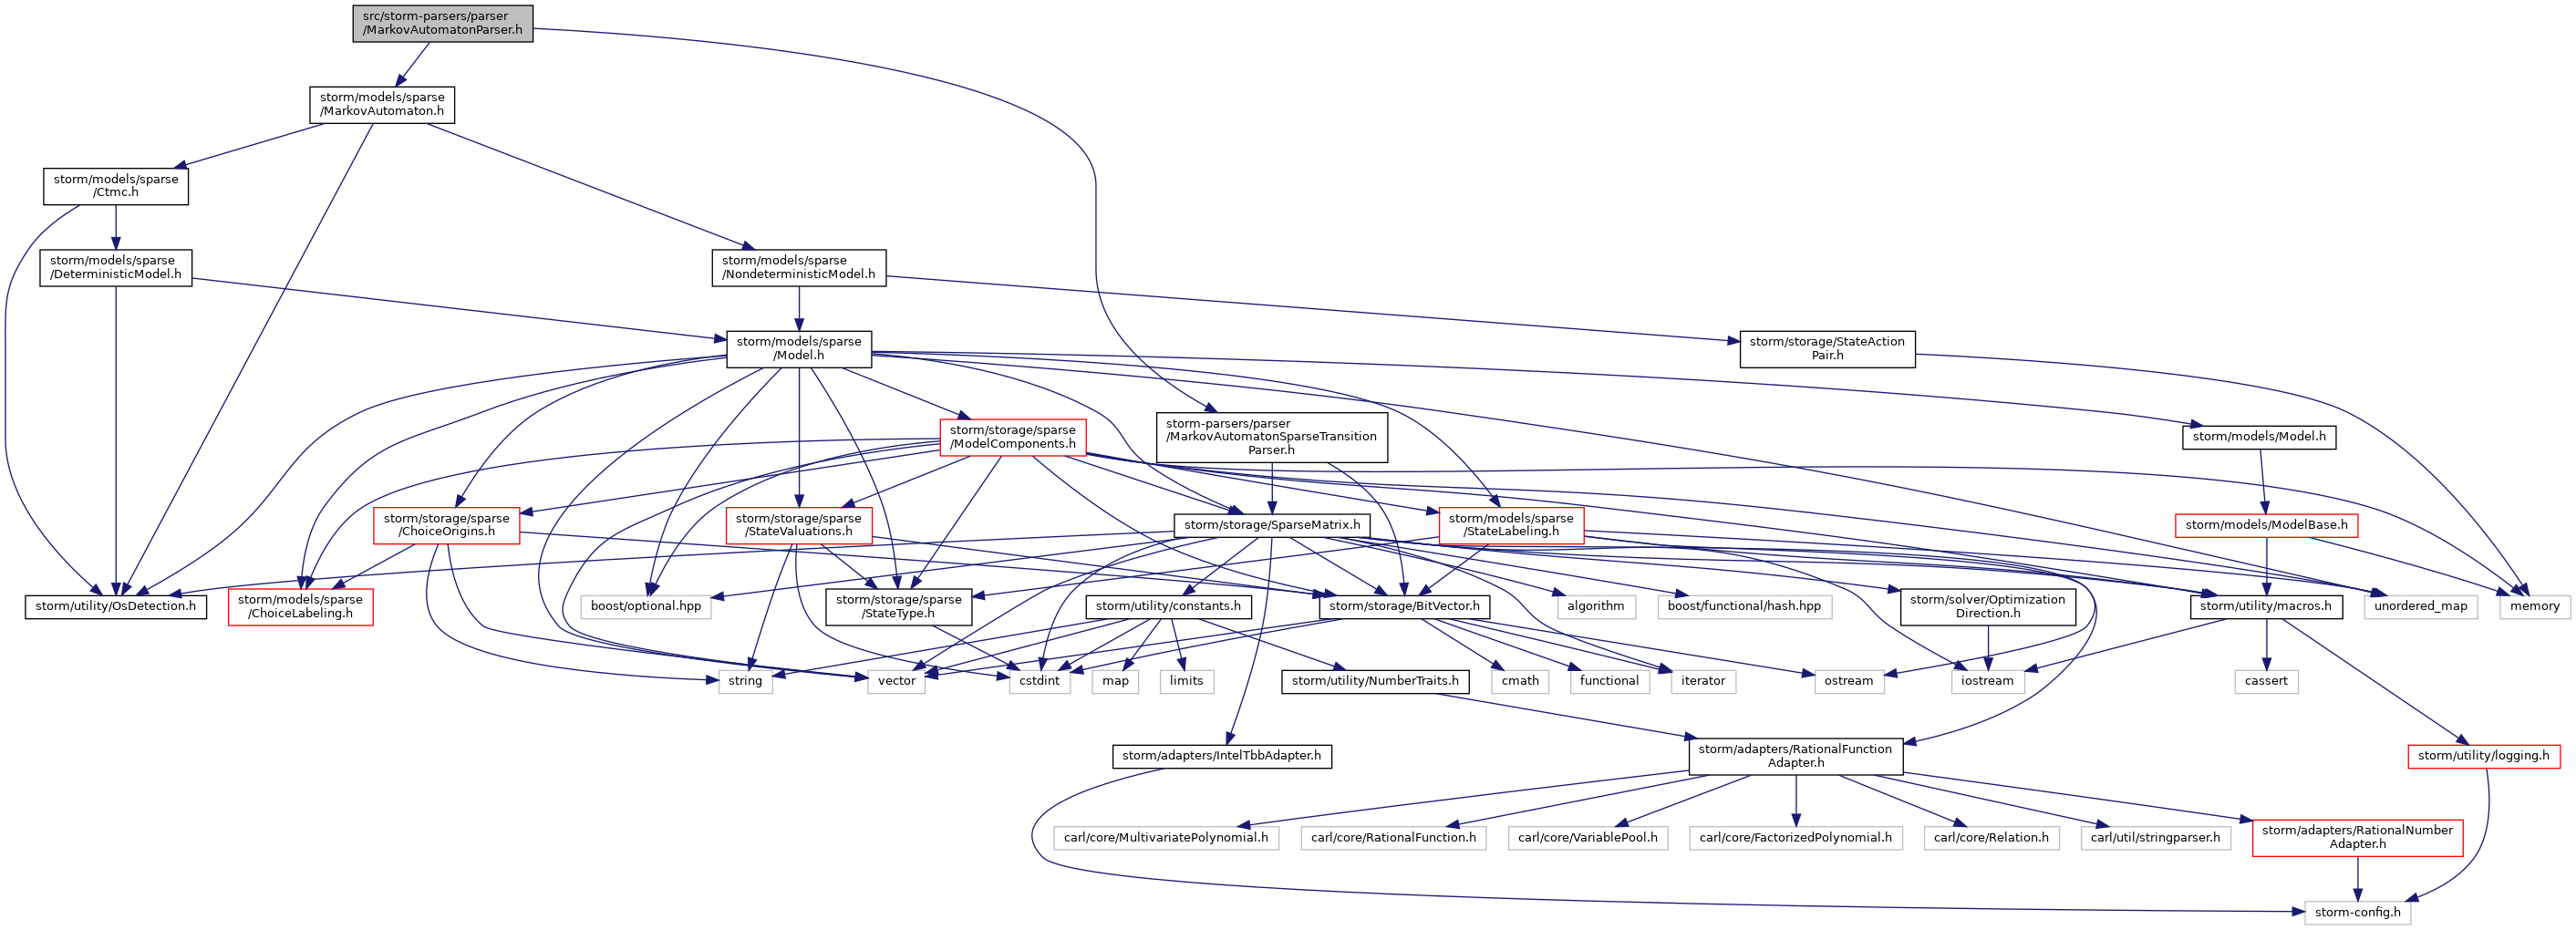 src/storm-parsers/parser
/MarkovAutomatonParser.h
storm/models/sparse
/MarkovAutomaton.h
storm/models/sparse
/Ctmc.h
storm/models/sparse
/DeterministicModel.h
storm/models/sparse
/NondeterministicModel.h
storm/models/sparse
/Model.h
storm/storage/StateAction
Pair.h
storm/storage/sparse
/ModelComponents.h
storm-parsers/parser
/MarkovAutomatonSparseTransition
Parser.h
storm/models/Model.h
storm/storage/sparse
/ChoiceOrigins.h
storm/storage/sparse
/StateValuations.h
storm/storage/SparseMatrix.h
storm/models/sparse
/StateLabeling.h
storm/models/ModelBase.h
storm/utility/OsDetection.h
storm/models/sparse
/ChoiceLabeling.h
boost/optional.hpp
storm/storage/sparse
/StateType.h
storm/utility/constants.h
storm/storage/BitVector.h
algorithm
boost/functional/hash.hpp
storm/solver/Optimization
Direction.h
storm/utility/macros.h
unordered_map
memory
string
vector
cstdint
map
limits
storm/utility/NumberTraits.h
cmath
functional
iterator
ostream
iostream
cassert
storm/adapters/IntelTbbAdapter.h
storm/adapters/RationalFunction
Adapter.h
storm/utility/logging.h
carl/core/MultivariatePolynomial.h
carl/core/RationalFunction.h
carl/core/VariablePool.h
carl/core/FactorizedPolynomial.h
carl/core/Relation.h
carl/util/stringparser.h
storm/adapters/RationalNumber
Adapter.h
storm-config.h